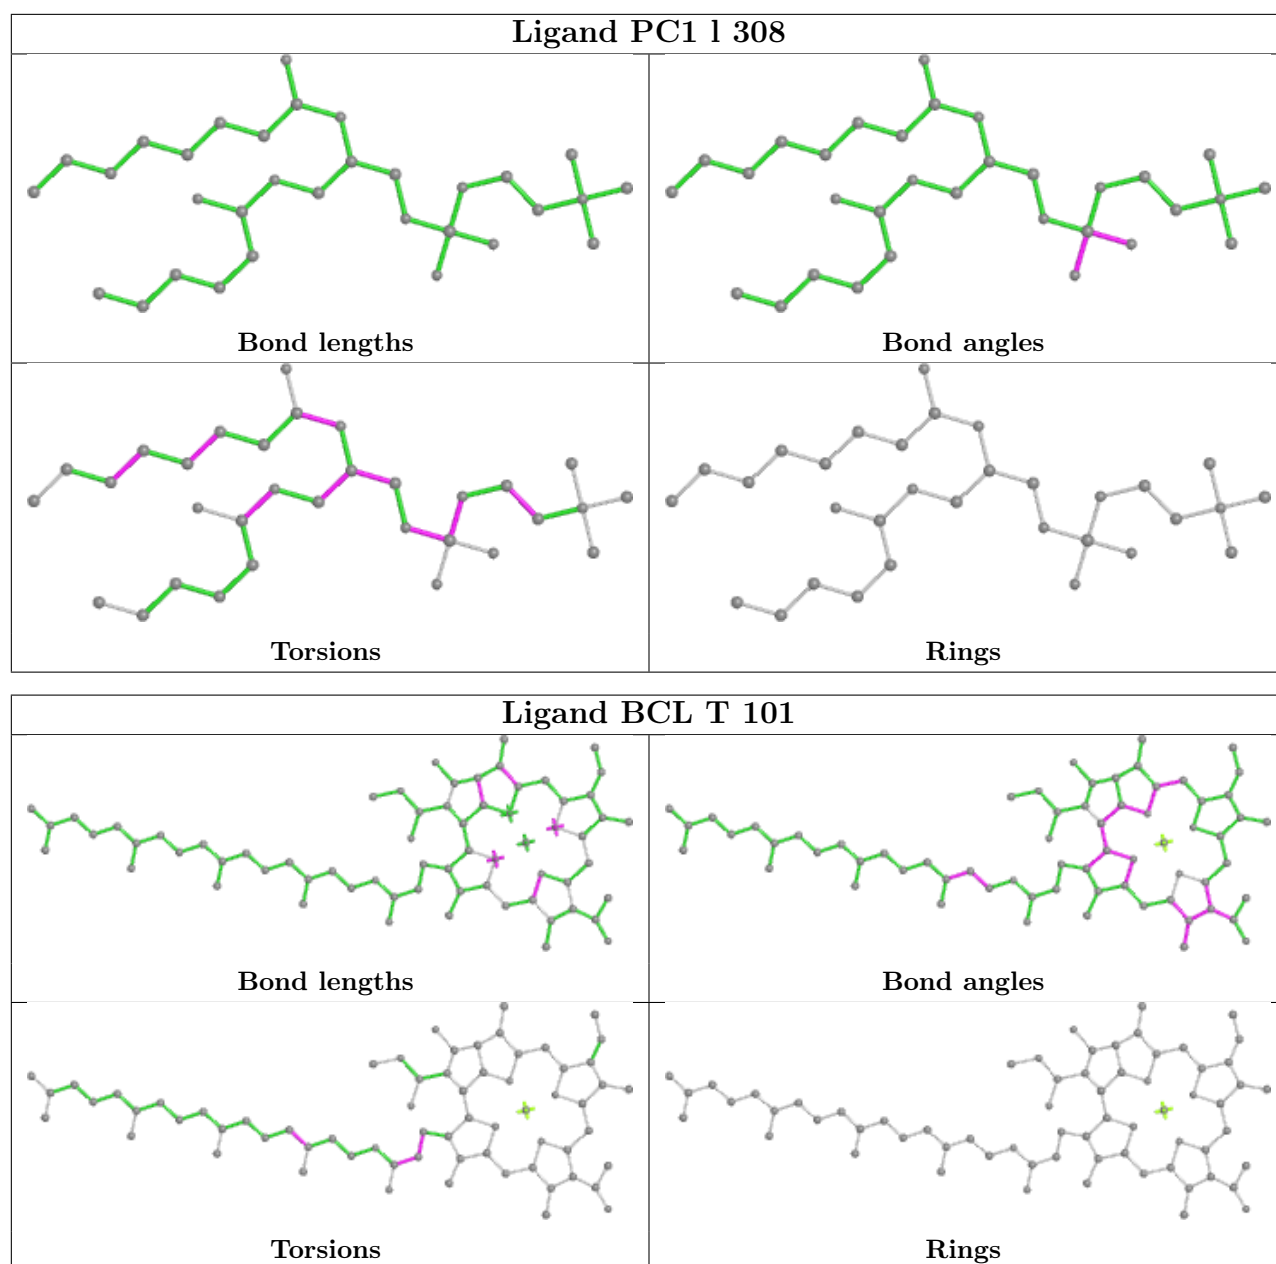 Ligand PC1 l 308
Bond lengths
Bond angles
Torsions
Rings
Ligand BCL T 101
Bond lengths
Bond angles
Torsions
Rings